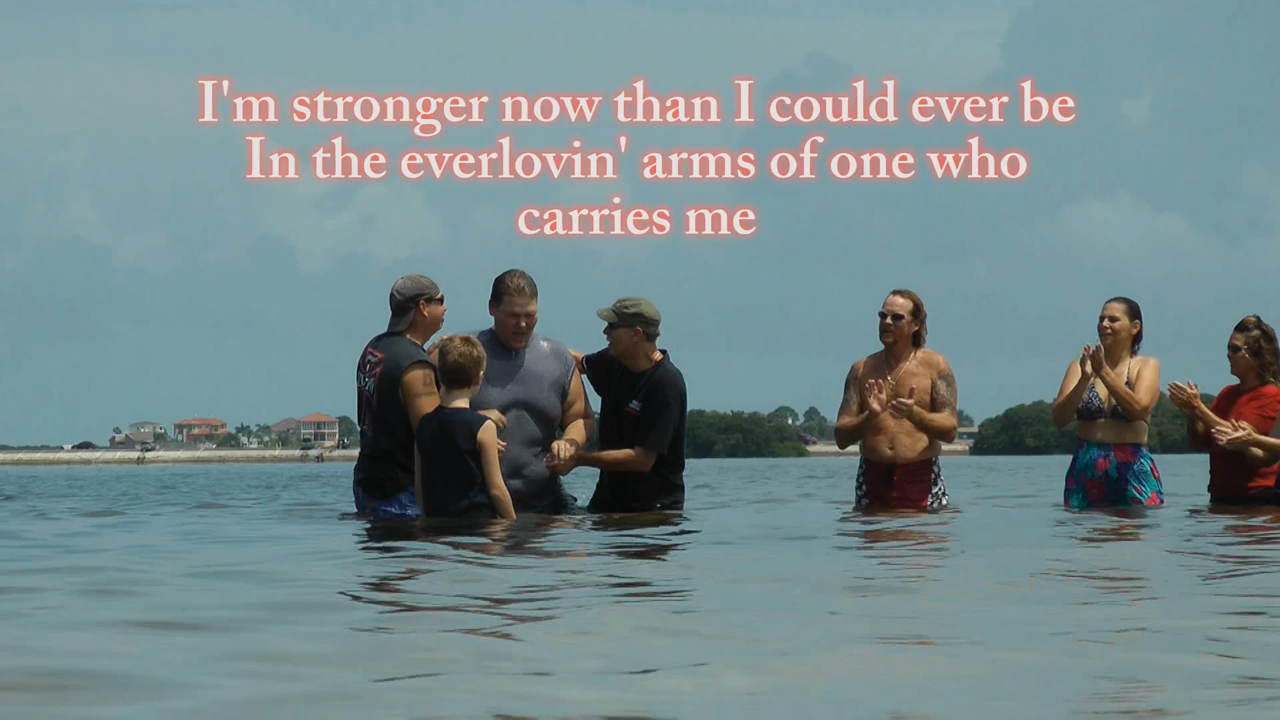 I'm stronger now than I could ever be
In the everlovin' arms of one who
carries me